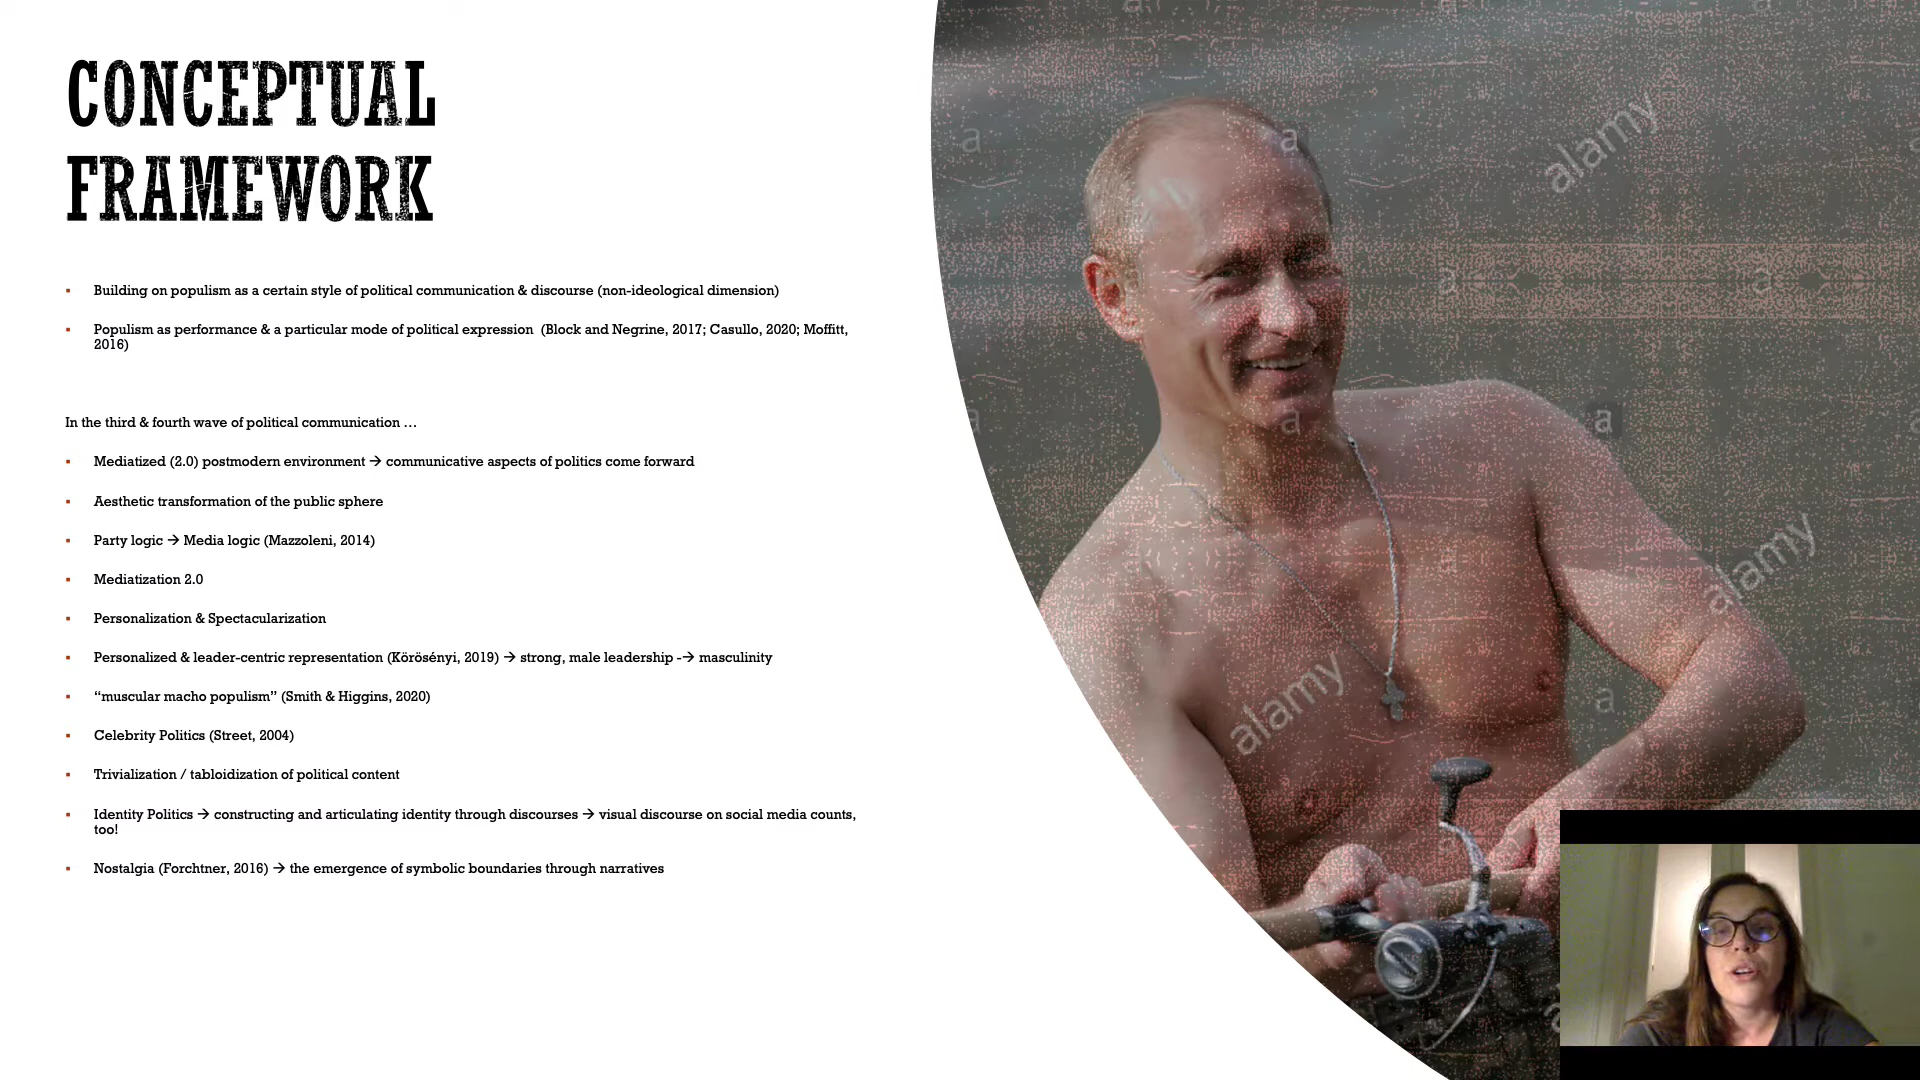 CONCEPTUAL
FRAMEWORK
▪ Building on populism as a certain style of political communication & discourse (non-ideological dimension)
▪ Populism as performance & a particular mode of political expression  (Block and Negrine, 2017; Casullo, 2020; Moffitt,
2016)
In the third & fourth wave of political communication …
▪ Mediatized (2.0) postmodern environment → communicative aspects of politics come forward
▪ Aesthetic transformation of the public sphere
▪ Party logic → Media logic (Mazzoleni, 2014)
▪ Mediatization 2.0
▪ Personalization & Spectacularization
▪ Personalized & leader-centric representation (Körösényi, 2019) → strong, male leadership -→ masculinity
▪ “muscular macho populism” (Smith & Higgins, 2020)
▪ Celebrity Politics (Street, 2004)
▪ Trivialization / tabloidization of political content
▪ Identity Politics → constructing and articulating identity through discourses → visual discourse on social media counts,
too!
▪ Nostalgia (Forchtner, 2016) → the emergence of symbolic boundaries through narratives
a
a
alamy
a
a
a
a
alamy
alamy
a